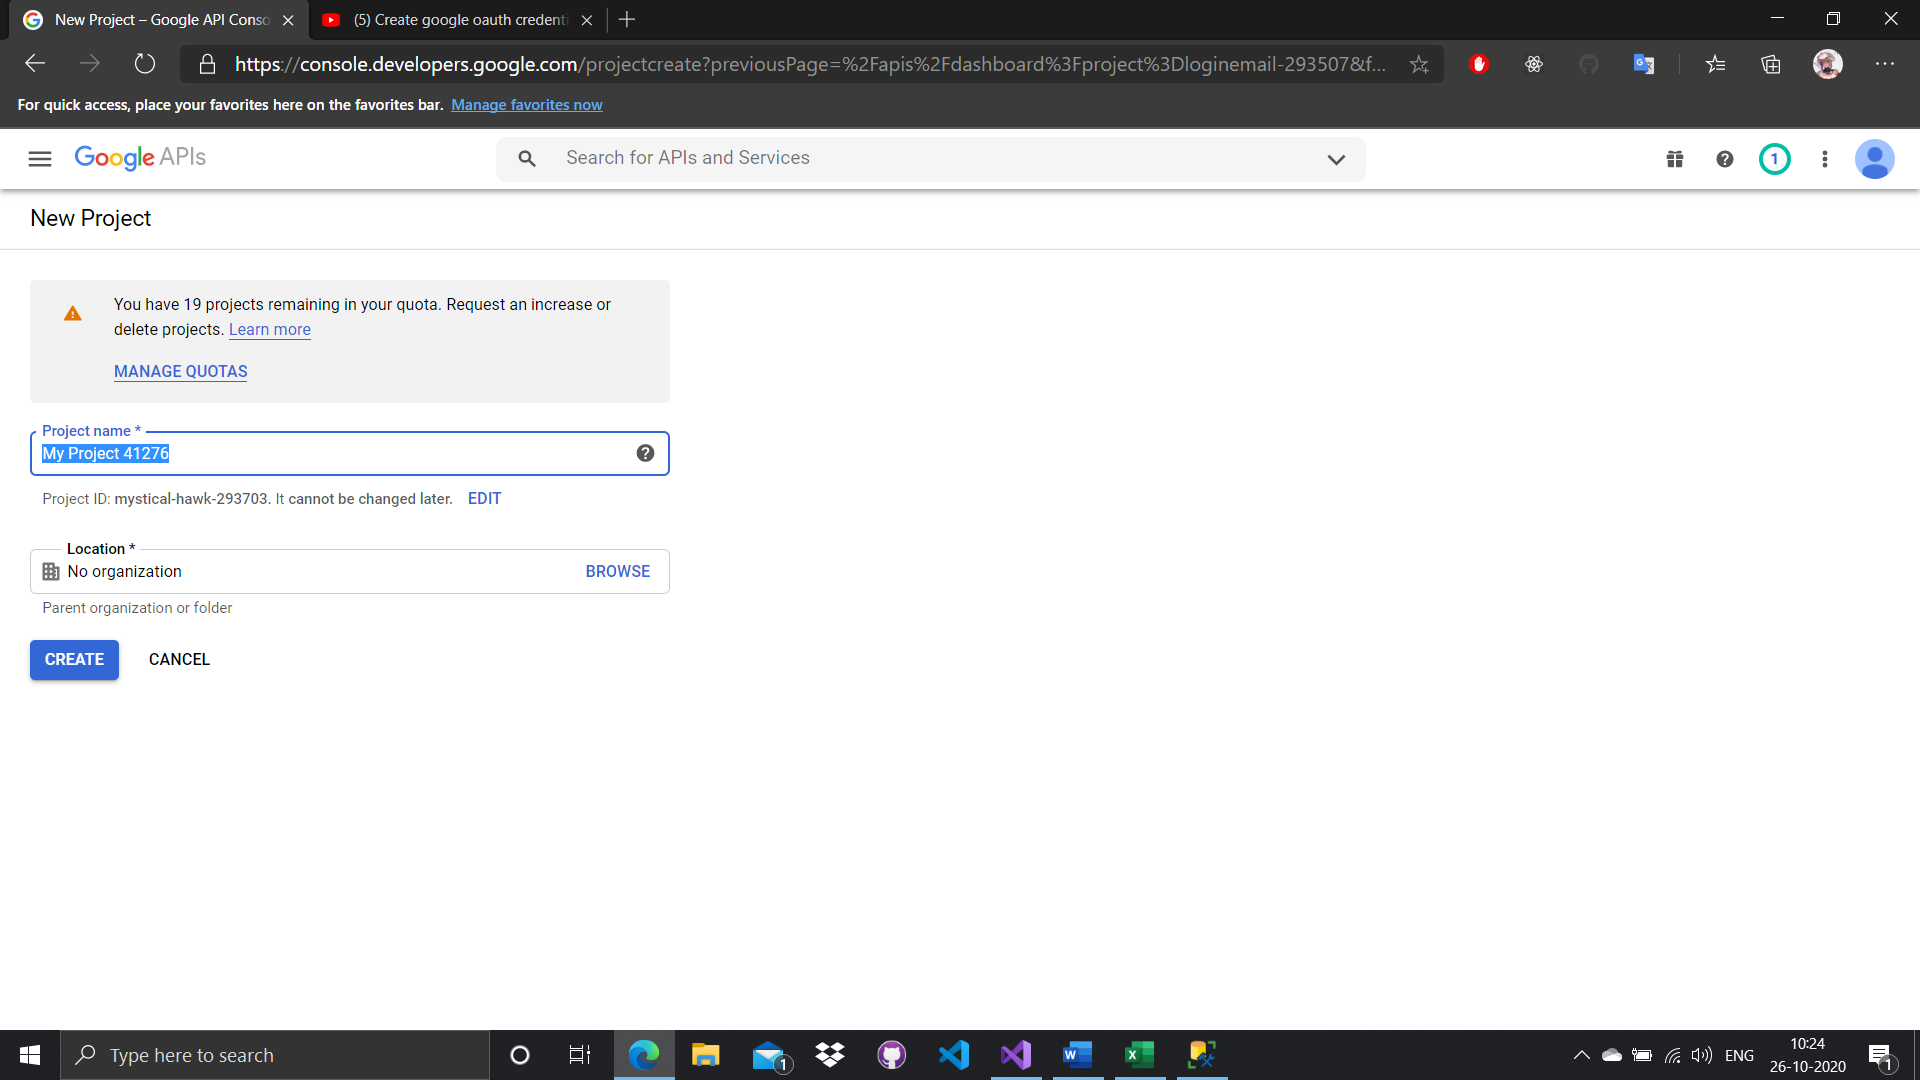 New Project – Google API Conso
(5) Create google oauth credenti
https://console.developers.google.com/projectcreate?previousPage=%2Fapis%2Fdashboard%3Fproject%3Dloginemail-293507&f...
For quick access, place your favorites here on the favorites bar. Manage favorites now
Google APIs
Search for APIs and Services
1
New Project
You have 19 projects remaining in your quota. Request an increase or
delete projects. Learn more
MANAGE QUOTAS
Project name *
My Project 41276
Project ID: mystical-hawk-293703. It cannot be changed later. EDIT
Location *
No organization
BROWSE
Parent organization or folder
CREATE
CANCEL
Type here to search
1
ENG
10:24
26-10-2020
1